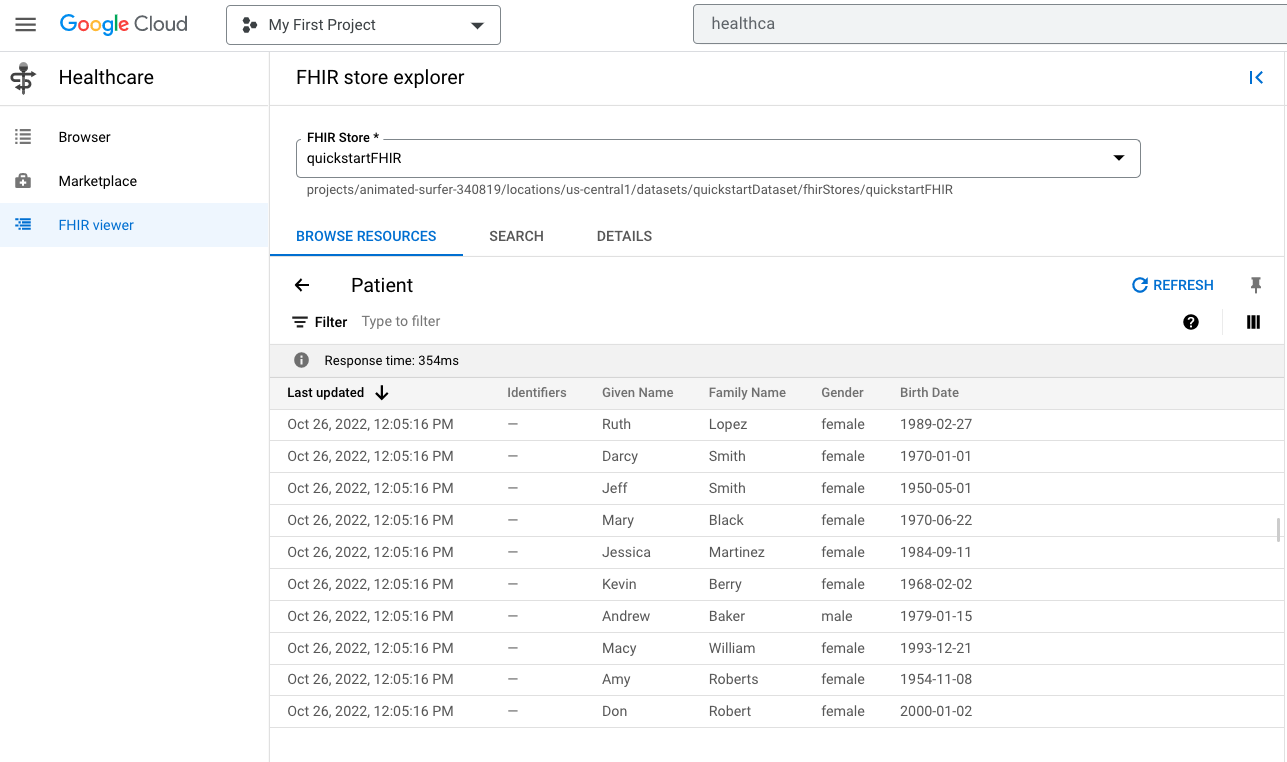 Google Cloud My First Project healthca
Healthcare
Browser
Marketplace
FHIR viewer
FHIR store explorer
FHIR Store *
quickstartFHIR
projects/animated-surfer-340819/locations/us-central1/datasets/quickstartDataset/fhirStores/quickstartFHIR
BROWSE RESOURCES SEARCH DETAILS
Patient REFRESH
Filter Type to filter
Response time: 354ms
Last updated Identifiers Given Name Family Name Gender Birth Date
Oct 26, 2022, 12:05:16 PM — Ruth Lopez female 1989-02-27
Oct 26, 2022, 12:05:16 PM — Darcy Smith female 1970-01-01
Oct 26, 2022, 12:05:16 PM — Jeff Smith female 1950-05-01
Oct 26, 2022, 12:05:16 PM — Mary Black female 1970-06-22
Oct 26, 2022, 12:05:16 PM — Jessica Martinez female 1984-09-11
Oct 26, 2022, 12:05:16 PM — Kevin Berry female 1968-02-02
Oct 26, 2022, 12:05:16 PM — Andrew Baker male 1979-01-15
Oct 26, 2022, 12:05:16 PM — Macy William female 1993-12-21
Oct 26, 2022, 12:05:16 PM — Amy Roberts female 1954-11-08
Oct 26, 2022, 12:05:16 PM — Don Robert female 2000-01-02